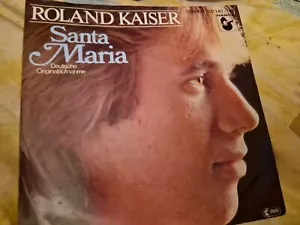 ROLAND KAISER
Santa
Maria
Deutsche
Originalaufnahme